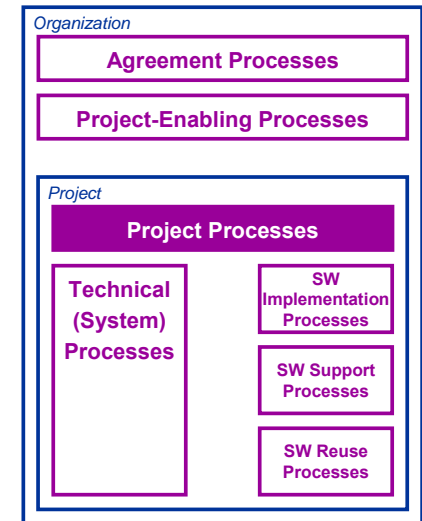 Organization
Agreement Processes
Project-Enabling Processes
Project
Project Processes
Technical
(System)
Processes
SW
Implementation
Processes
SW Support
Processes
SW Reuse
Processes